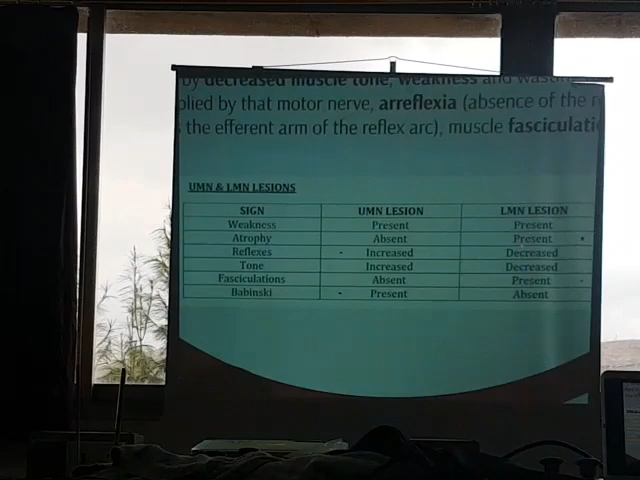 by decreased muscle tone, weakness and
plied by that motor nerve, arreflexia (absence of the r
the efferent arm of the reflex arc), muscle fasciculati
UMN & LMN LESIONS
SIGN UMN LESION LMN LESION
Weakness Present Present
Atrophy Absent Present
Reflexes - Increased Decreased
Tone Increased Decreased
Fasciculations Absent Present
Babinski - Present Absent